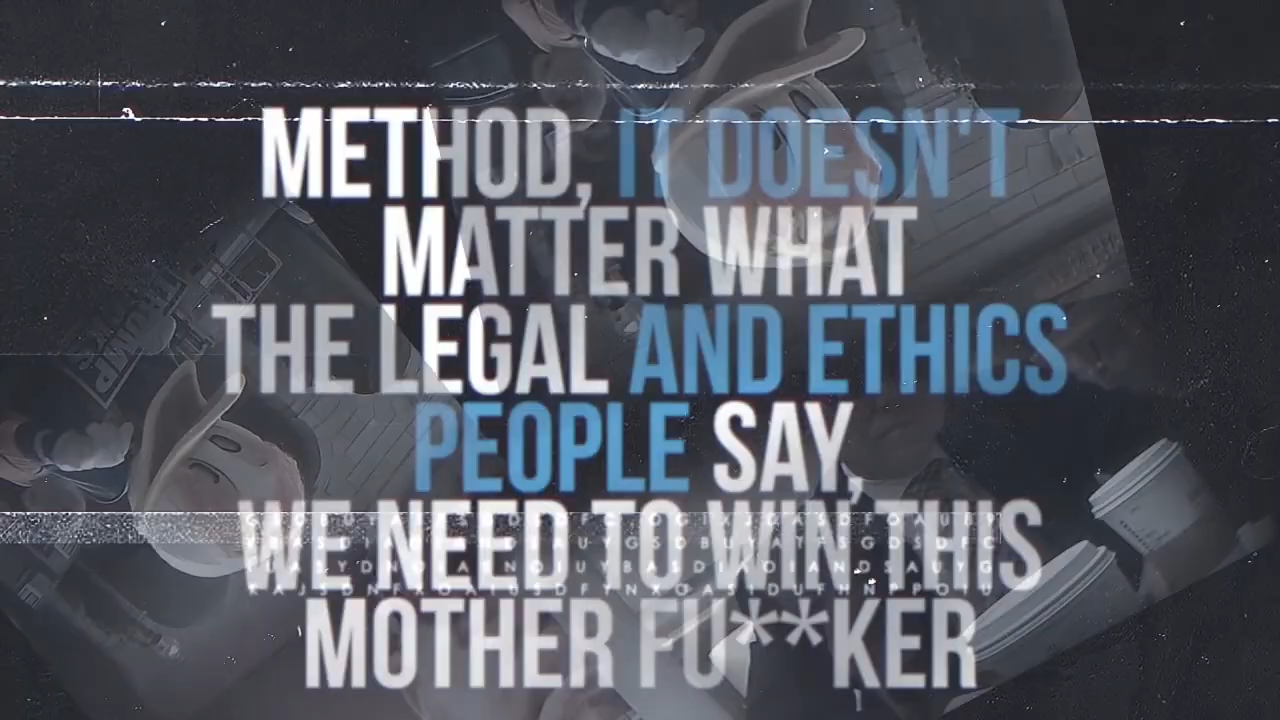 METHOD, IT DOESN'T
MATTER WHAT
THE LEGAL AND ETHICS
PEOPLE SAY,
WE NEED TO WIN THIS
MOTHER FU**KER
TRUMP